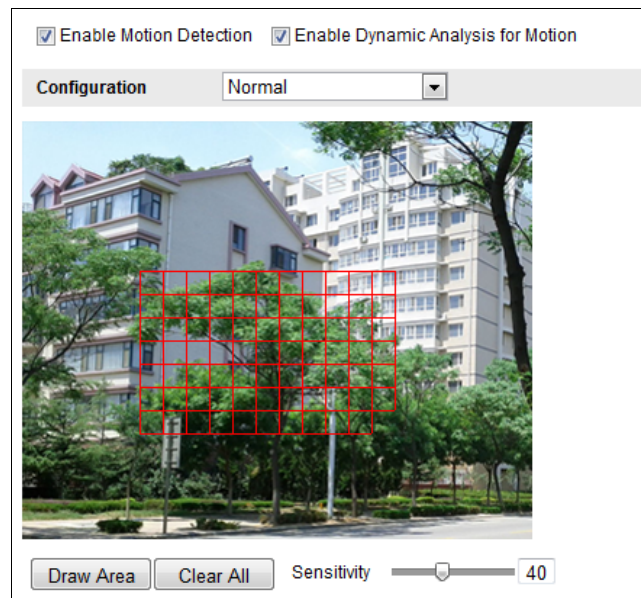 Enable Motion Detection Enable Dynamic Analysis for Motion
Configuration Normal
Draw Area Clear All Sensitivity 40